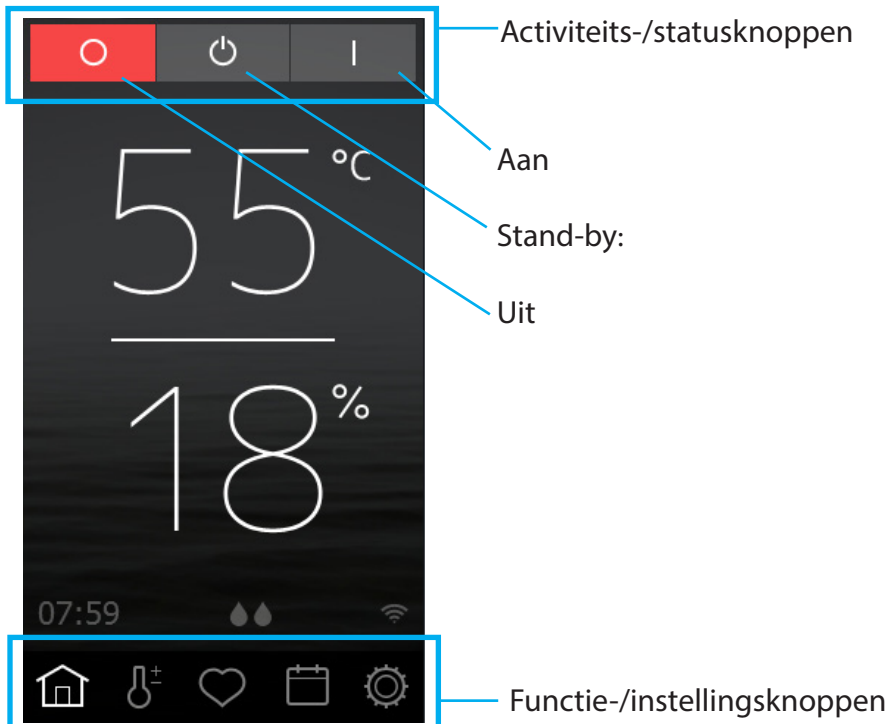 Activiteits-/statusknoppen
55 °C
Aan
Stand-by:
Uit
18 %
07:59
Functie-/instellingsknoppen